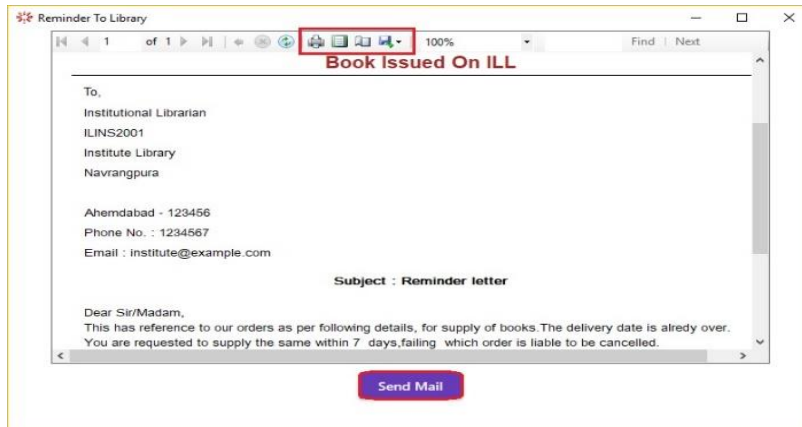 Reminder To Library
1 of 1 100% Find Next
Book Issued On ILL
To,
Institutional Librarian
ILINS2001
Institute Library
Navrangpura
Ahemdabad - 123456
Phone No. : 1234567
Email : institute@example.com
Subject : Reminder letter
Dear Sir/Madam,
This has reference to our orders as per following details, for supply of books.The delivery date is alredy over.
You are requested to supply the same within 7 days,failing which order is liable to be cancelled.
Send Mail